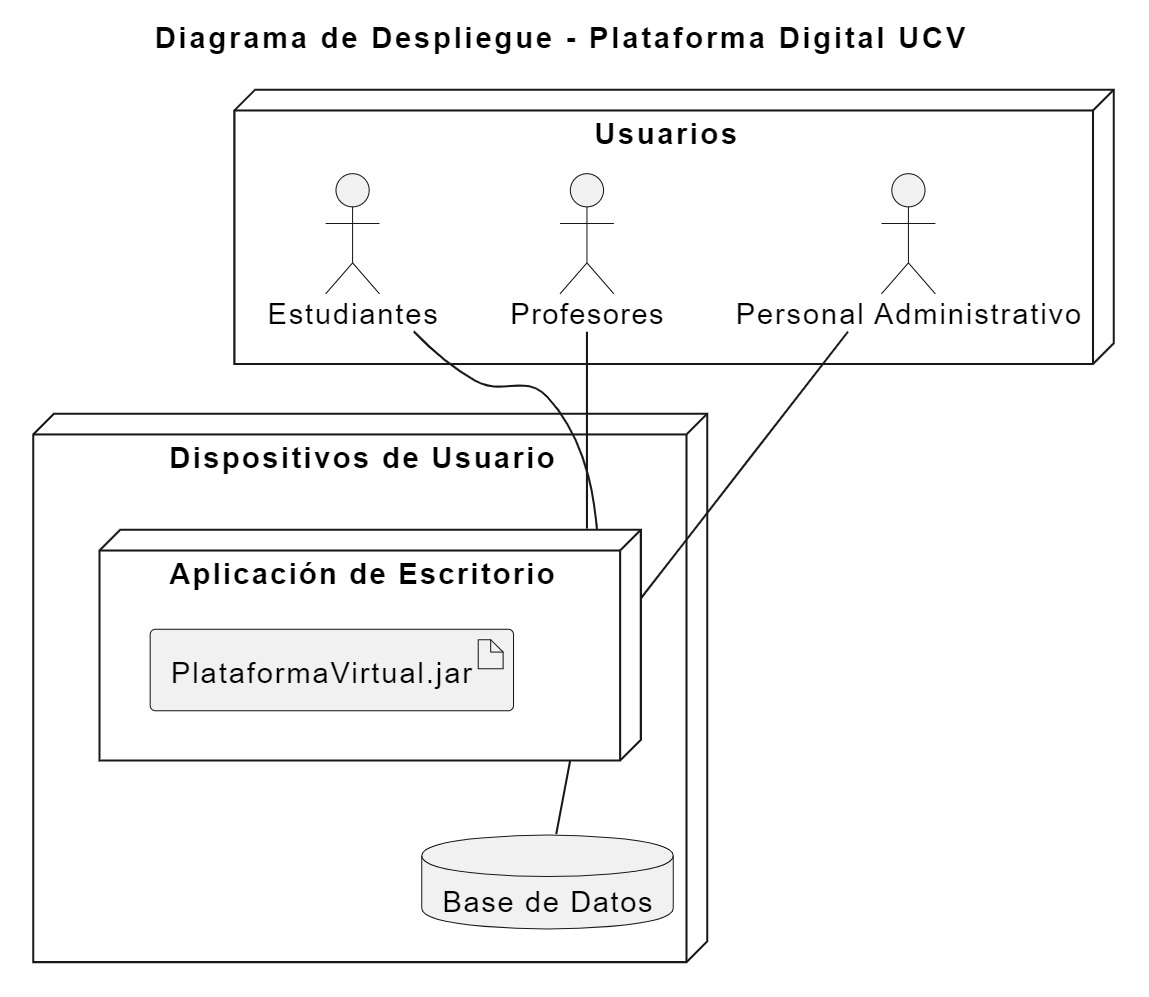 Diagrama de Despliegue - Plataforma Digital UCV
Usuarios
Estudiantes
Profesores
Personal Administrativo
Dispositivos de Usuario
Aplicación de Escritorio
PlataformaVirtual.jar
Base de Datos